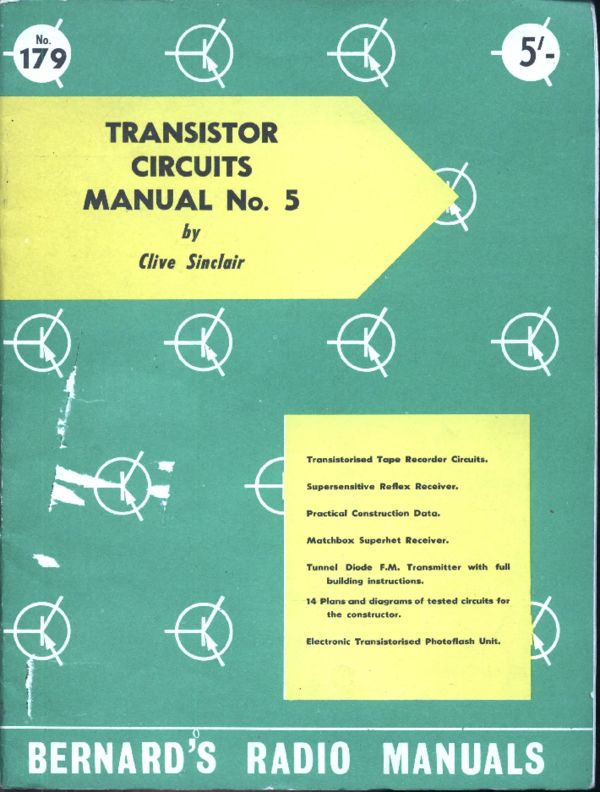 No.
179
5/-
TRANSISTOR
CIRCUITS
MANUAL No. 5
by
Clive Sinclair
Transistorised Tape Recorder Circuits.
Supersensitive Reflex Receiver.
Practical Construction Data.
Matchbox Superhet Receiver.
Tunnel Diode F.M. Transmitter with full
building instructions.
14 Plans and diagrams of tested circuits for
the constructor.
Electronic Transistorised Photoflash Unit.
BERNARD'S RADIO MANUALS